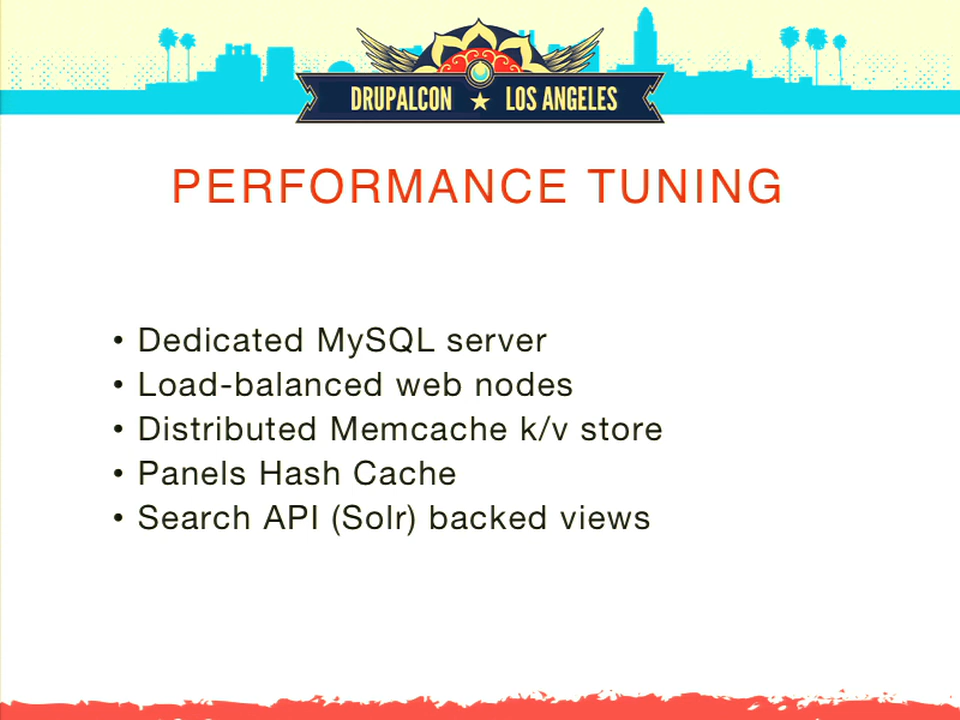 DRUPALCON ★ LOS ANGELES
PERFORMANCE TUNING
• Dedicated MySQL server
• Load-balanced web nodes
• Distributed Memcache k/v store
• Panels Hash Cache
• Search API (Solr) backed views